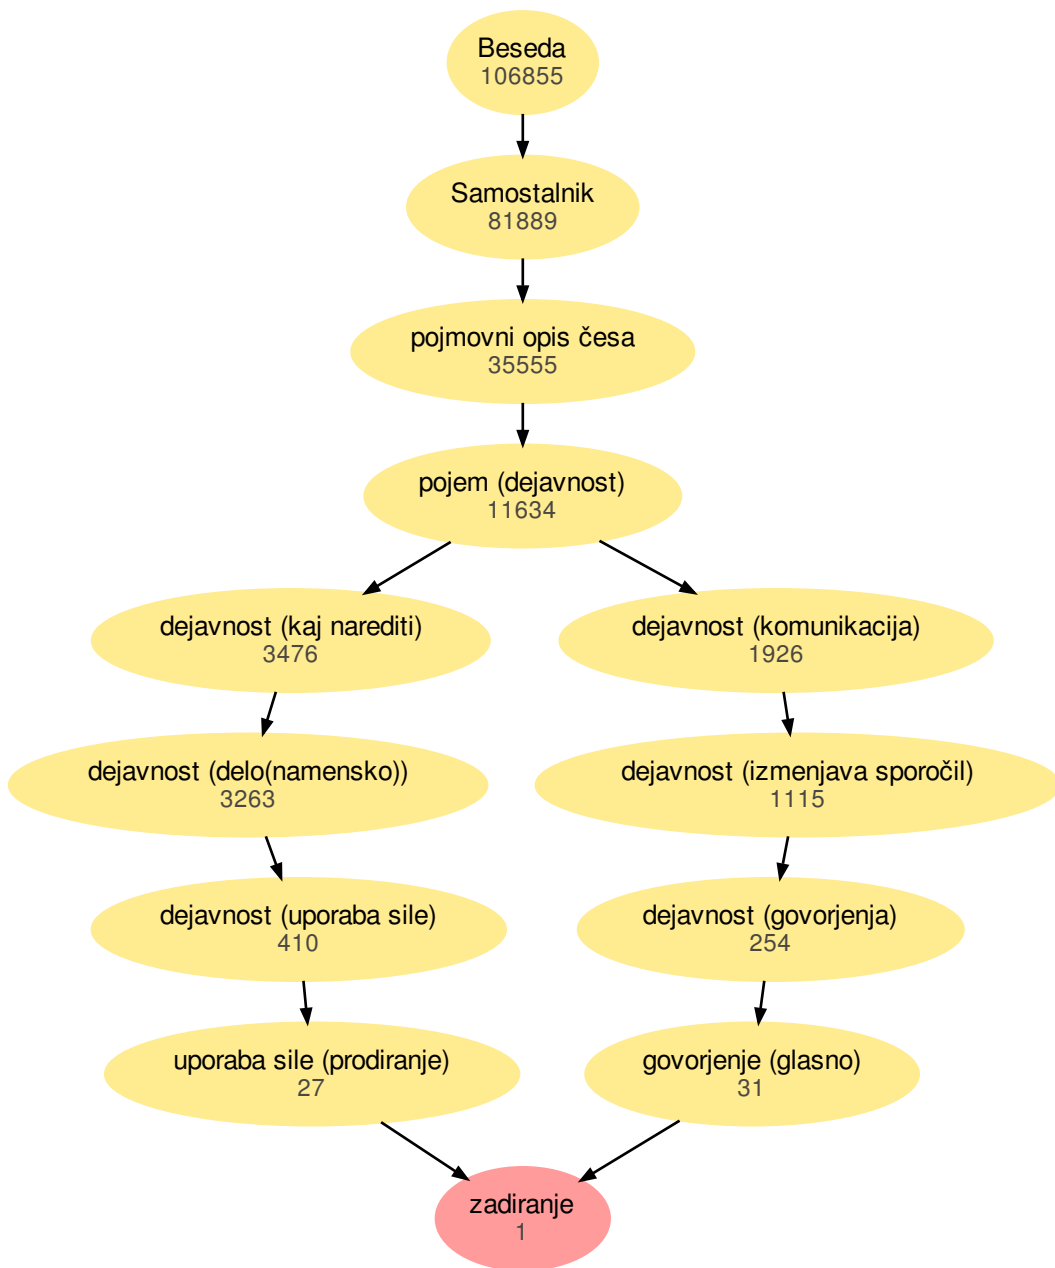 Beseda
106855
Samostalnik
81889
pojmovni opis česa
35555
pojem (dejavnost)
11634
dejavnost (kaj narediti)
3476
dejavnost (komunikacija)
1926
dejavnost (delo(namensko))
3263
dejavnost (izmenjava sporočil)
1115
dejavnost (uporaba sile)
410
dejavnost (govorjenja)
254
uporaba sile (prodiranje)
27
govorjenje (glasno)
31
zadiranje
1